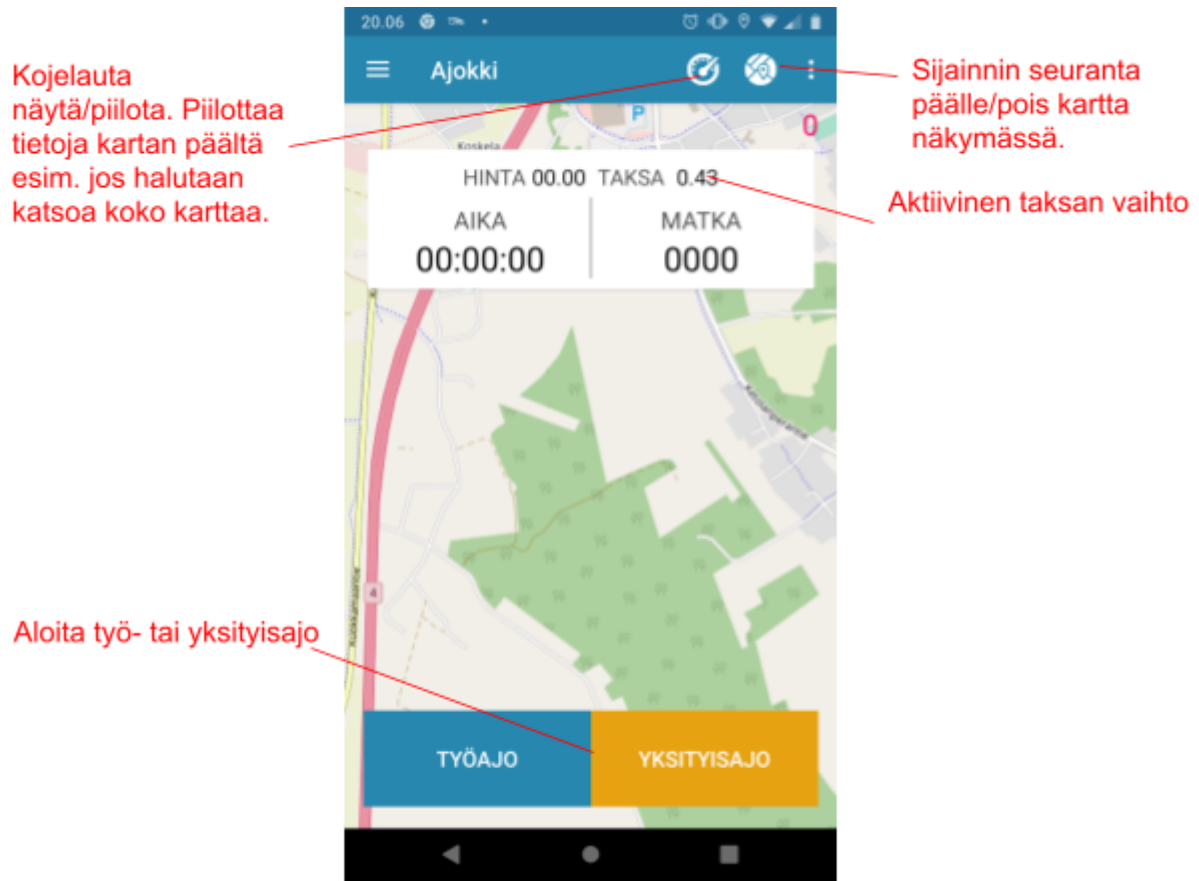 20.06
Ajokki
Kojelauta
näytä/piilota. Piilottaa
tietoja kartan päältä
esim. jos halutaan
katsoa koko karttaa.
Sijainnin seuranta
päälle/pois kartta
näkymässä.
P
0
Koskela
HINTA 00.00 TAKSA 0.43
Aktiivinen taksan vaihto
AIKA
MATKA
00:00:00
0000
4
Aloita työ- tai yksityisajo
TYÖAJO
YKSITYISAJO